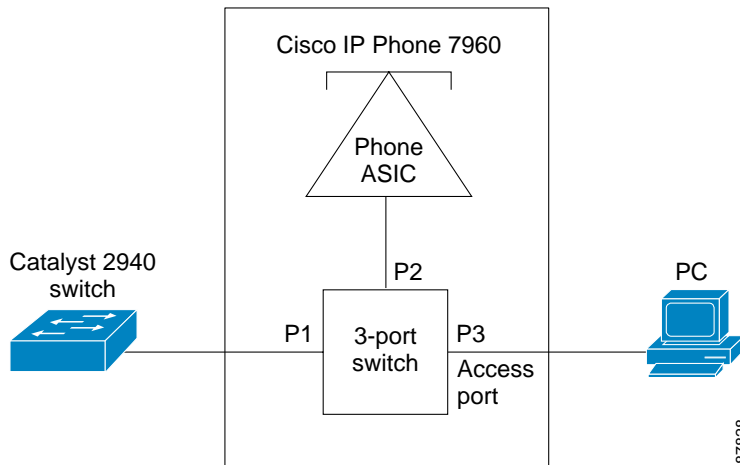 Cisco IP Phone 7960
Phone
ASIC
Catalyst 2940
switch
P2
PC
P1
3-port
switch
P3
Access
port